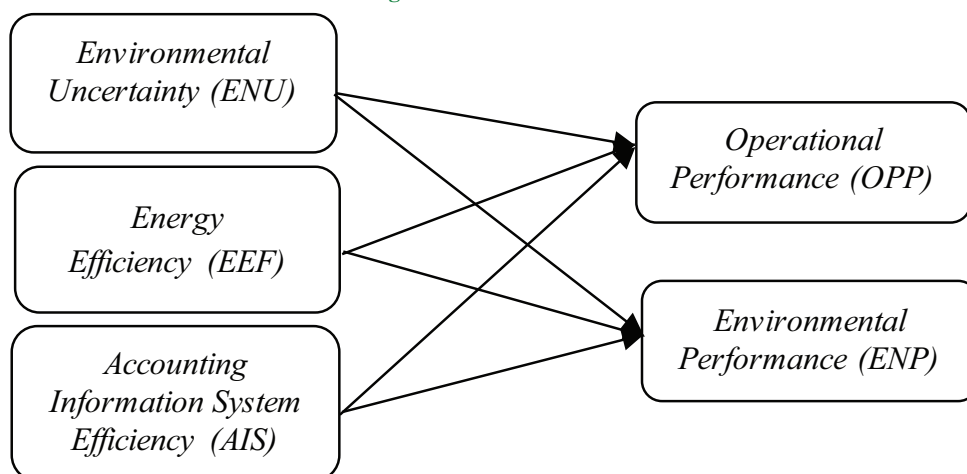 Environmental
Uncertainty (ENU)
Energy
Efficiency (EEF)
Accounting
Information System
Efficiency (AIS)
Operational
Performance (OPP)
Environmental
Performance (ENP)